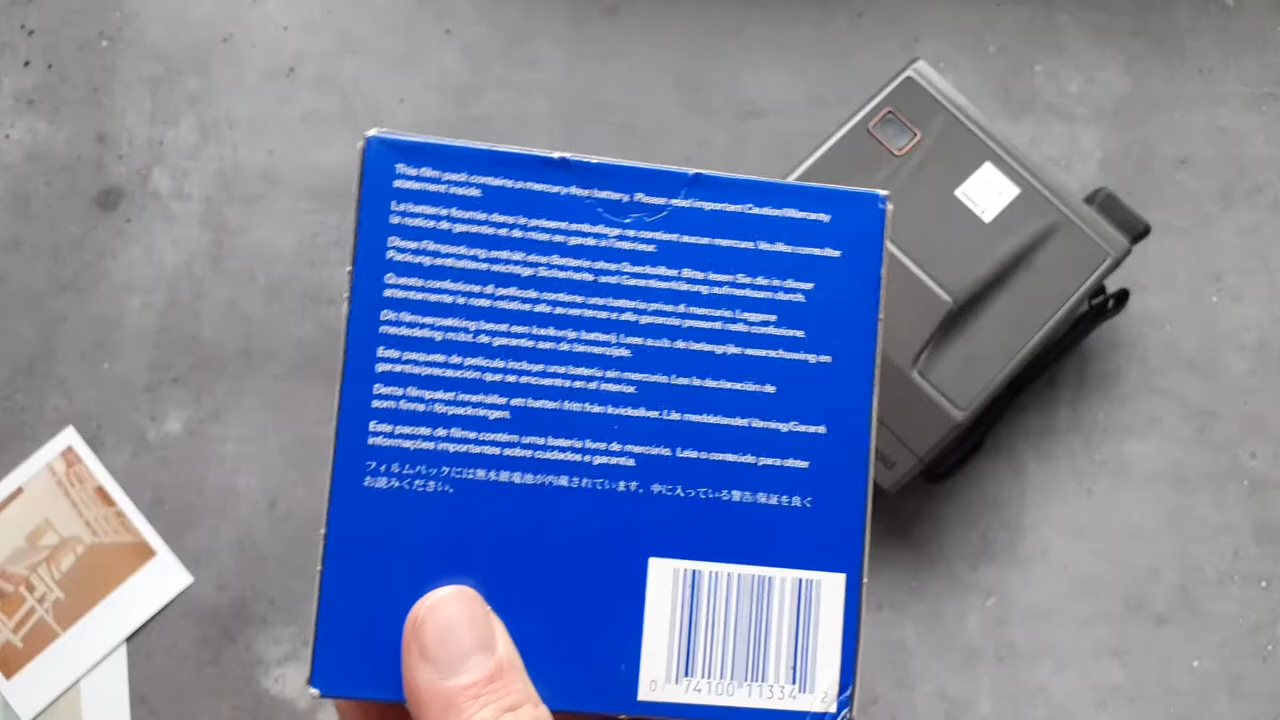 This film pack contains a mercury-free battery. Please read important Caution/Warranty
statement inside.
La batterie fournie dans le présent emballage ne contient aucun mercure. Veuillez consulter
la notice de garantie et de mise en garde à l'intérieur.
Diese Filmpackung enthält eine Batterie ohne Quecksilber. Bitte lesen Sie die in dieser
Packung enthaltene wichtige Sicherheits- und Garantieerklärung aufmerksam durch.
Questa confezione di pellicole contiene una batteria priva di mercurio. Leggere
attentamente le note relative alle avvertenze e alla garanzia presenti nella confezione.
Dit filmverpakking bevat een kwikvrije batterij. Lees a.u.b. de belangrijke waarschuwing en
mededeling m.b.t. de garantie aan de binnenzijde.
Este paquete de película incluye una batería sin mercurio. Lea la declaración de
garantía/precaución que se encuentra en el interior.
Detta filmpaket innehåller ett batteri fritt från kvicksilver. Läs meddelandet Varning/Garanti
som finns i förpackningen.
Este pacote de filme contém uma bateria livre de mercúrio. Leia o conteúdo para obter
informações importantes sobre cuidados e garantia.
フィルムパックには無水銀電池が内蔵されています。中に入っている警告/保証を良く
お読みください。
0 74100 11334 2